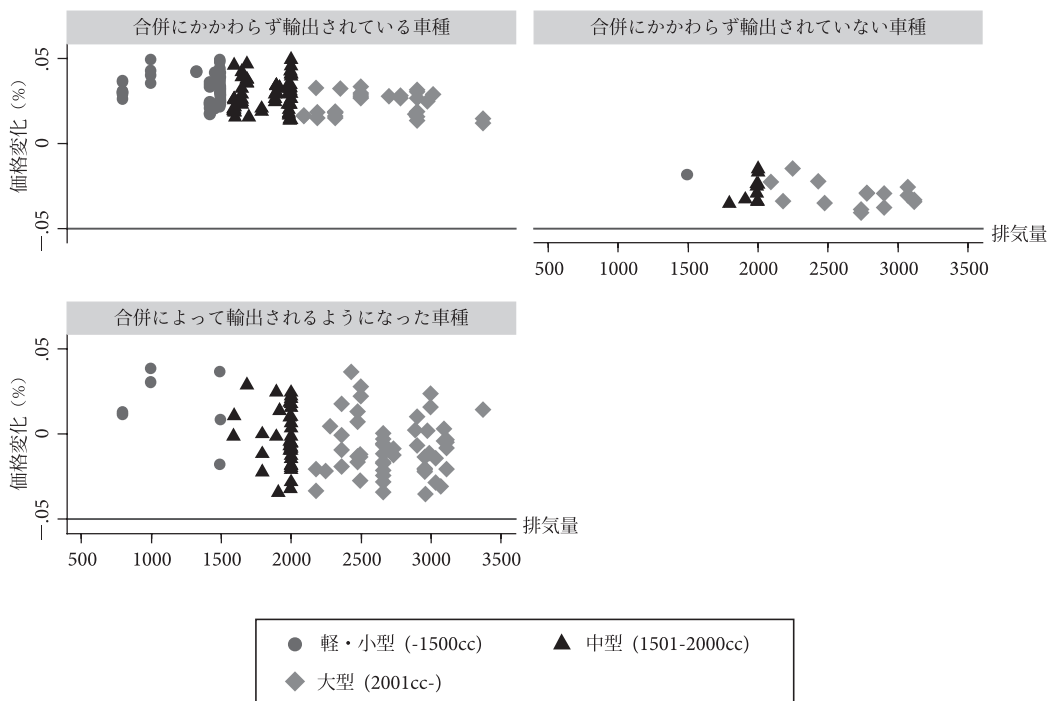 合併にかかわらず輸出されている車種
合併にかかわらず輸出されていない車種
価格変化（%）
.05
0
—.05
排気量
500 1000 1500 2000 2500 3000 3500
合併によって輸出されるようになった車種
価格変化（%）
.05
0
—.05
排気量
500 1000 1500 2000 2500 3000 3500
軽・小型 (-1500cc)
中型 (1501-2000cc)
大型 (2001cc-)